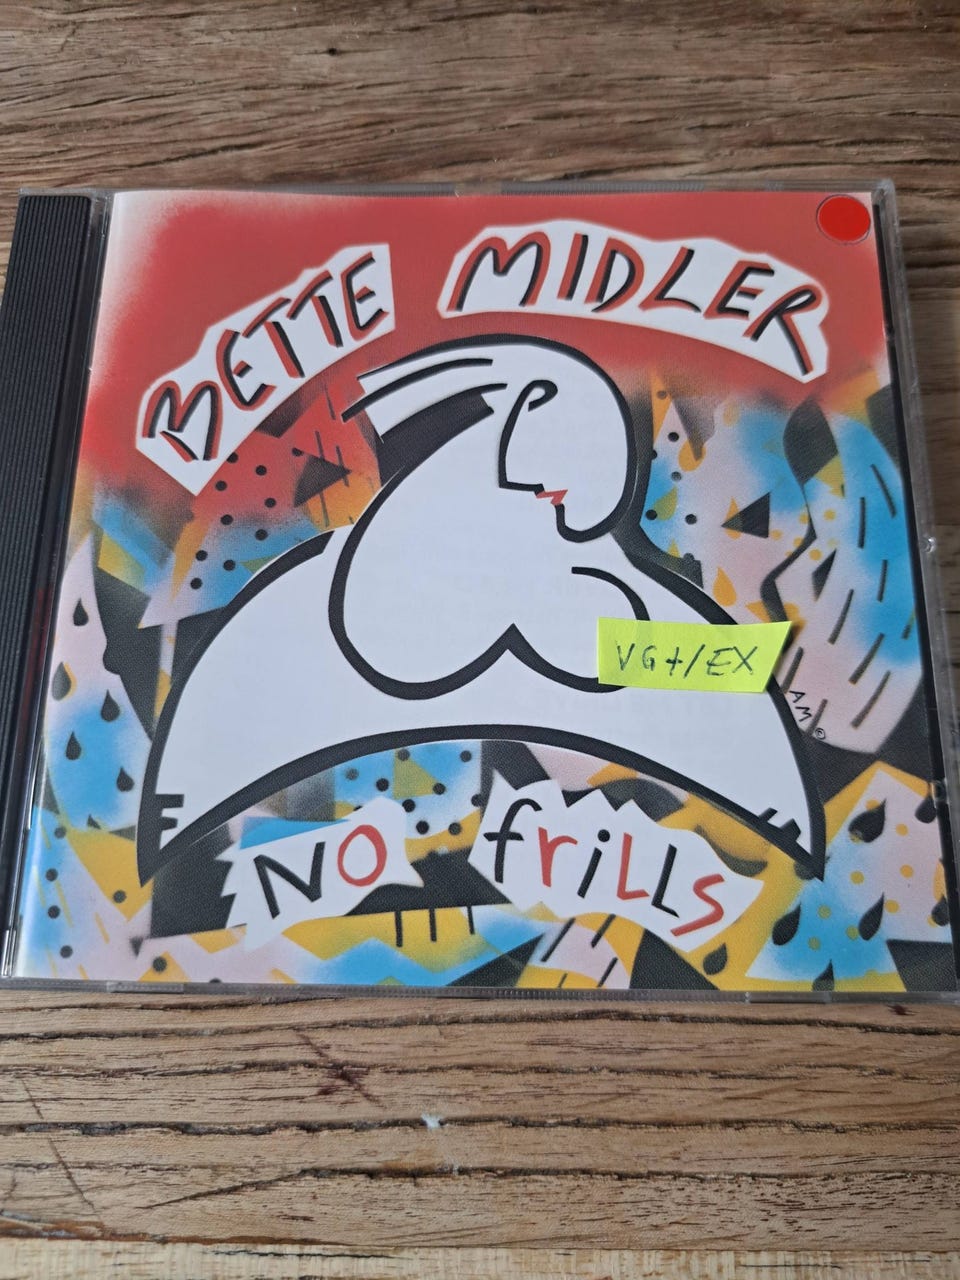 BETTE MIDLER
VG+/EX
AM ©
NO friLLs